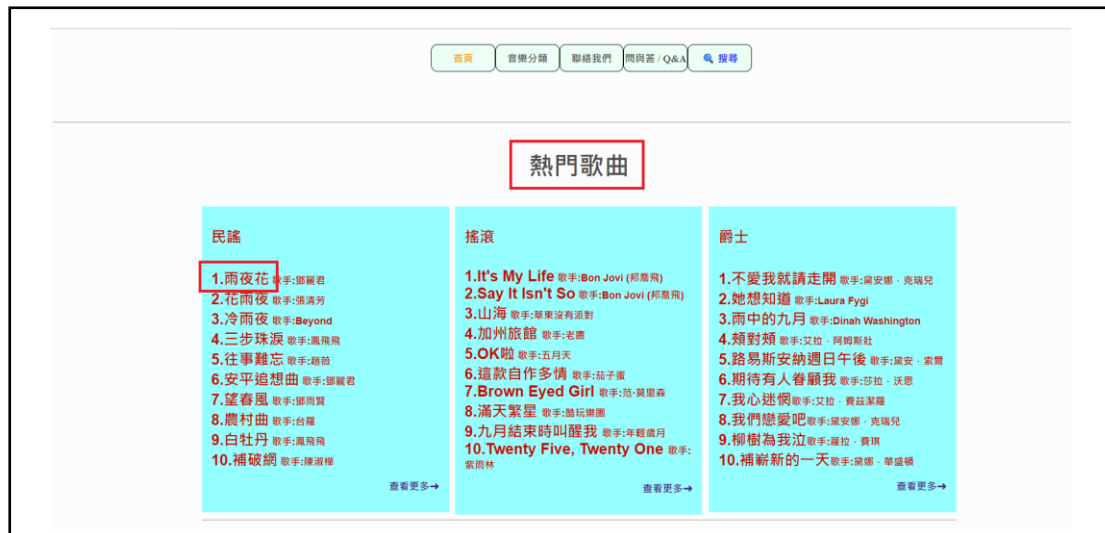 首頁
音樂分類
聯絡我們
問與答 / Q&A
搜尋
熱門歌曲
民謠
1.雨夜花 歌手:鄧麗君
2.花雨夜 歌手:張清芳
3.冷雨夜 歌手:Beyond
4.三步珠淚 歌手:鳳飛飛
5.往事難忘 歌手:趙薇
6.安平追想曲 歌手:鄧麗君
7.望春風 歌手:鄧雨賢
8.農村曲 歌手:台羅
9.白牡丹 歌手:鳳飛飛
10.補破網 歌手:陳淑樺
查看更多➔
搖滾
1.It's My Life 歌手:Bon Jovi (邦喬飛)
2.Say It Isn't So 歌手:Bon Jovi (邦喬飛)
3.山海 歌手:草東沒有派對
4.加州旅館 歌手:老鷹
5.OK啦 歌手:五月天
6.這款自作多情 歌手:茄子蛋
7.Brown Eyed Girl 歌手:范·莫里森
8.滿天繁星 歌手:酷玩樂團
9.九月結束時叫醒我 歌手:年輕歲月
10.Twenty Five, Twenty One 歌手:
紫雨林
查看更多➔
爵士
1.不愛我就請走開 歌手:黛安娜．克瑞兒
2.她想知道 歌手:Laura Fygi
3.雨中的九月 歌手:Dinah Washington
4.頰對頰 歌手:艾拉．阿姆斯壯
5.路易斯安納週日午後 歌手:黛安．索爾
6.期待有人眷顧我 歌手:莎拉．沃恩
7.我心迷惘歌手:艾拉．費茲潔羅
8.我們戀愛吧歌手:黛安娜．克瑞兒
9.柳樹為我泣歌手:蘿拉．費琪
10.補嶄新的一天歌手:黛娜．華盛頓
查看更多➔